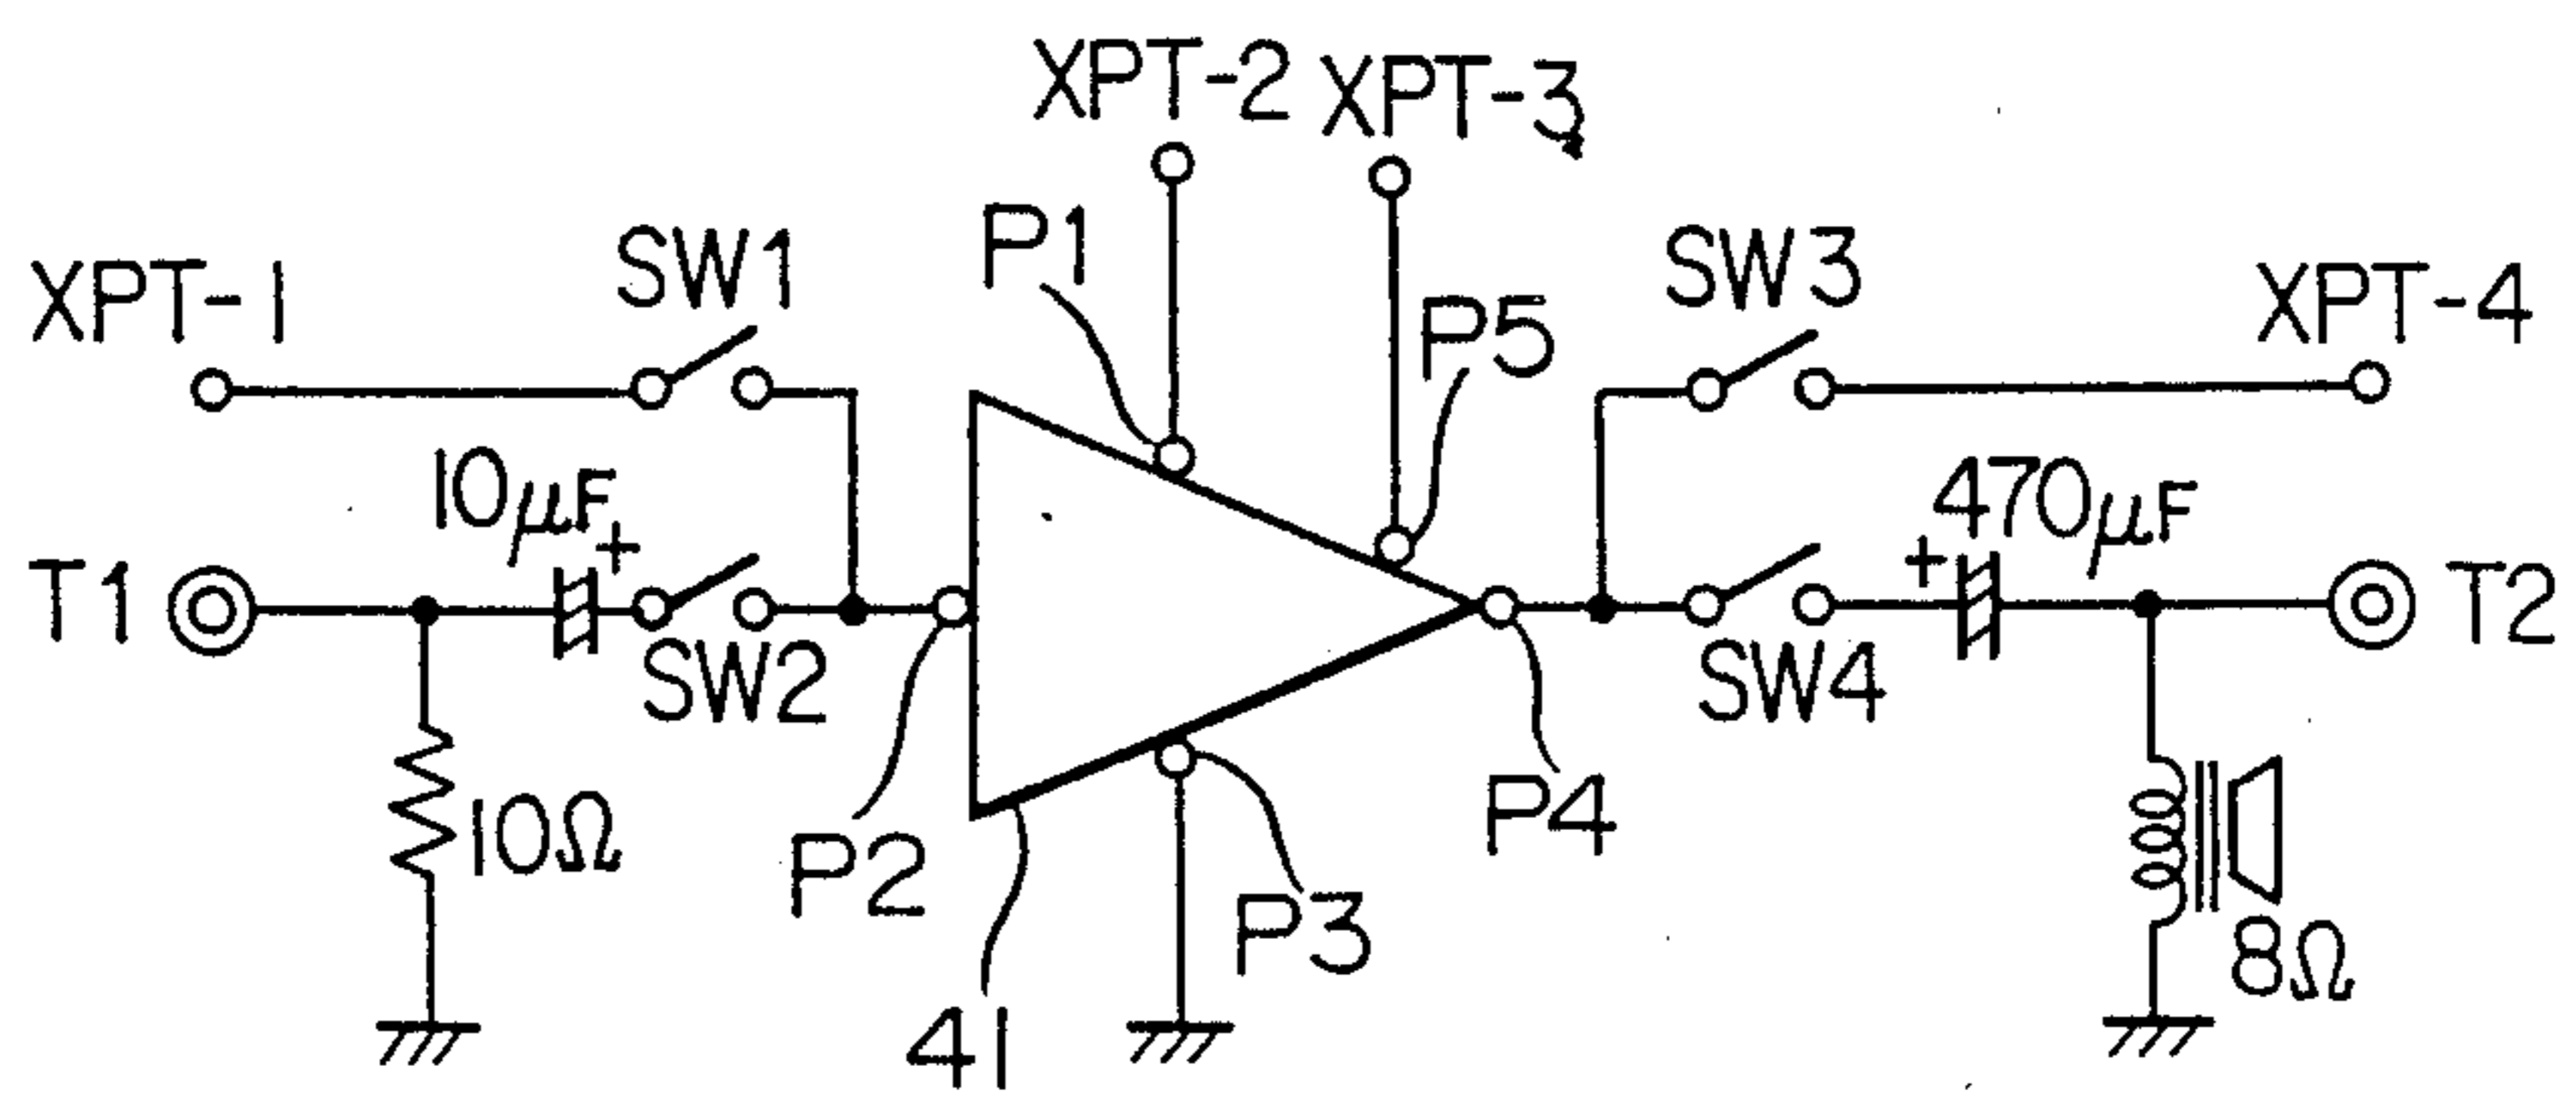 XPT-2 XPT-3
P1
XPT-1 SW1 P5 SW3 XPT-4
10μF + 470μF +
T1 T2
SW2 SW4
10Ω P2 P3 P4
8Ω
41